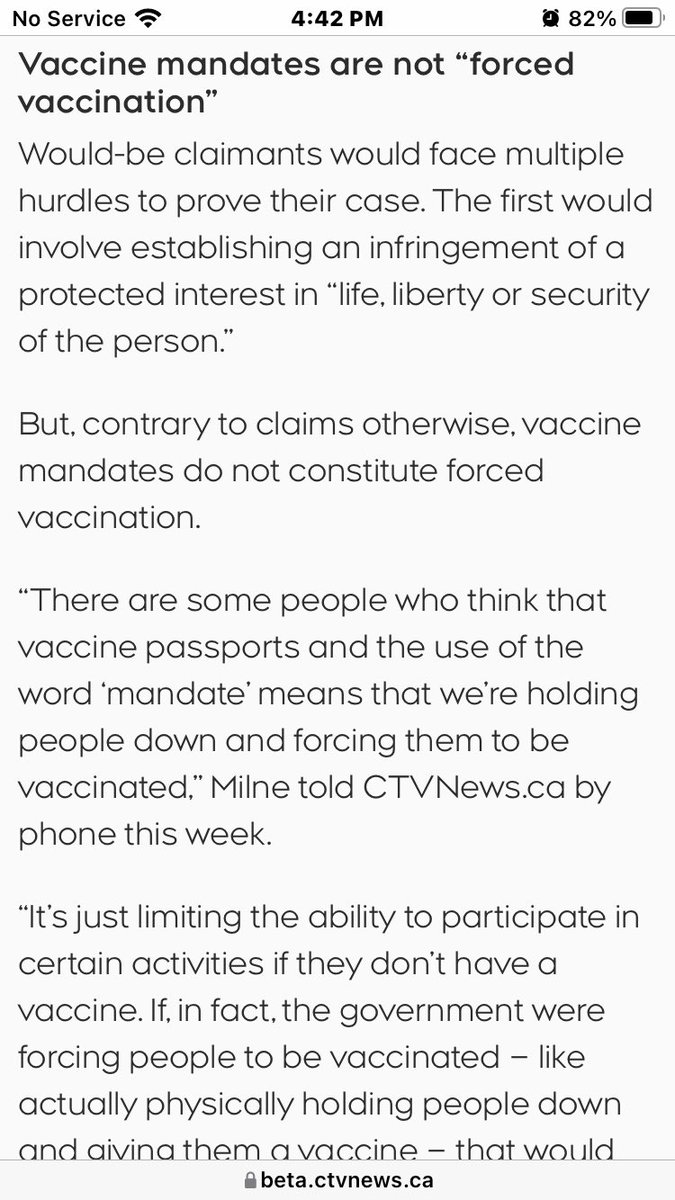 No Service 4:42 PM 82%
Vaccine mandates are not “forced
vaccination”
Would-be claimants would face multiple
hurdles to prove their case. The first would
involve establishing an infringement of a
protected interest in “life, liberty or security
of the person.”
But, contrary to claims otherwise, vaccine
mandates do not constitute forced
vaccination.
“There are some people who think that
vaccine passports and the use of the
word ‘mandate’ means that we’re holding
people down and forcing them to be
vaccinated,” Milne told CTVNews.ca by
phone this week.
“It’s just limiting the ability to participate in
certain activities if they don’t have a
vaccine. If, in fact, the government were
forcing people to be vaccinated – like
actually physically holding people down
and giving them a vaccine – that would
beta.ctvnews.ca